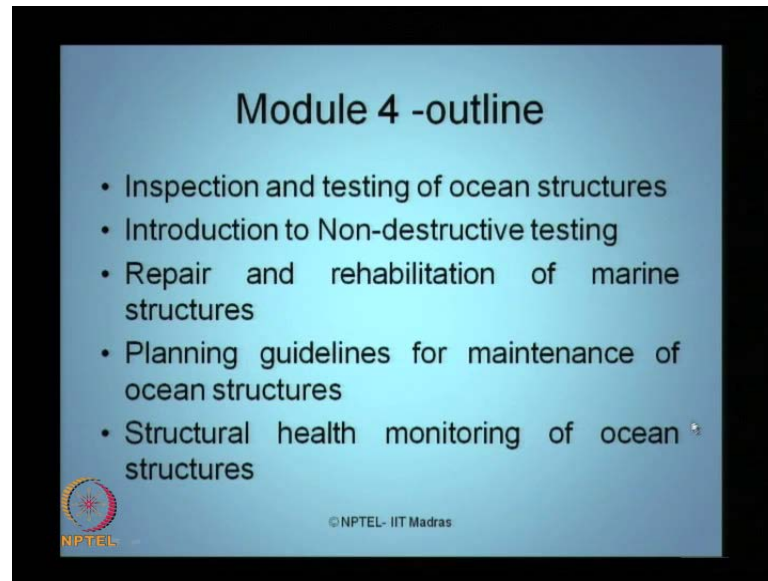 Module 4 -outline
• Inspection and testing of ocean structures
• Introduction to Non-destructive testing
• Repair and rehabilitation of marine
structures
• Planning guidelines for maintenance of
ocean structures
• Structural health monitoring of ocean
structures
NPTEL
©NPTEL- IIT Madras